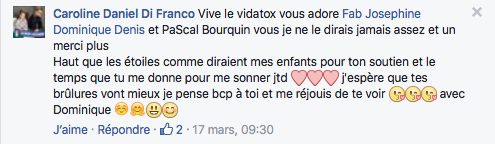 Caroline Daniel Di Franco Vive le vidatox vous adore Fab Josephine
Dominique Denis et PaScal Bourquin vous je ne le dirais jamais assez et un
merci plus
Haut que les étoiles comme diraient mes enfants pour ton soutien et le
temps que tu me donne pour me sonner jtd ❤❤❤ j'espère que tes
brûlures vont mieux je pense bcp à toi et me réjouis de te voir 😘😘😘 avec
Dominique ☺🤗😃😋
J'aime · Répondre · 👍 2 · 17 mars, 09:30